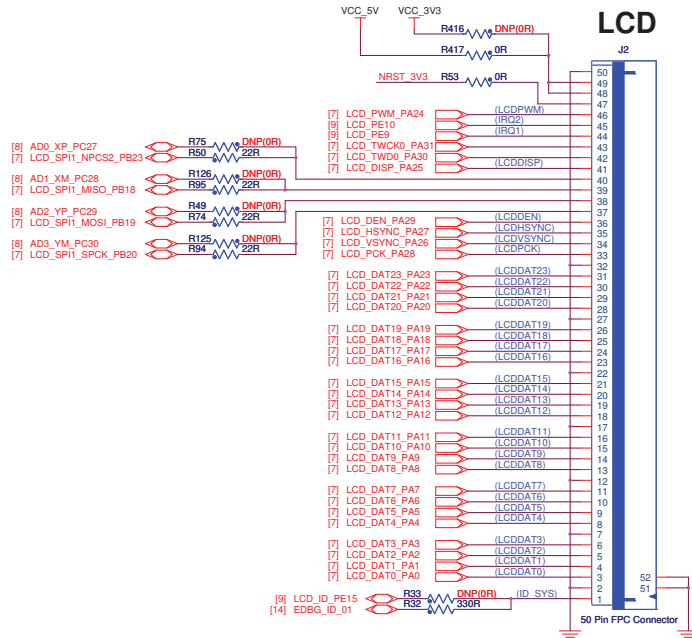 VCC_5V VCC_3V3
LCD
R416 DNP(0R)
J2
R417 0R
NRST_3V3 R53 0R
50
49
48
47
[7] LCD_PWM_PA24 (LCDPWM) 46
[9] LCD_PE10 (IRQ2) 45
[9] LCD_PE9 (IRQ1) 44
[7] LCD_TWCK0_PA31 43
[7] LCD_TWD0_PA30 42
[7] LCD_DISP_PA25 (LCDDISP) 41
[8] AD0_XP_PC27 R75 DNP(0R)
[7] LCD_SPI1_NPCS2_PB23 R50 22R
40
[8] AD1_XM_PC28 R126 DNP(0R)
[7] LCD_SPI1_MISO_PB18 R95 22R
39
[8] AD2_YP_PC29 R49 DNP(0R)
[7] LCD_SPI1_MOSI_PB19 R74 22R
38
[8] AD3_YM_PC30 R125 DNP(0R)
[7] LCD_SPI1_SPCK_PB20 R94 22R
37
[7] LCD_DEN_PA29 (LCDDEN) 36
[7] LCD_HSYNC_PA27 (LCDHSYNC) 35
[7] LCD_VSYNC_PA26 (LCDVSYNC) 34
[7] LCD_PCK_PA28 (LCDPCK) 33
32
[7] LCD_DAT23_PA23 (LCDDAT23) 31
[7] LCD_DAT22_PA22 (LCDDAT22) 30
[7] LCD_DAT21_PA21 (LCDDAT21) 29
[7] LCD_DAT20_PA20 (LCDDAT20) 28
27
[7] LCD_DAT19_PA19 (LCDDAT19) 26
[7] LCD_DAT18_PA18 (LCDDAT18) 25
[7] LCD_DAT17_PA17 (LCDDAT17) 24
[7] LCD_DAT16_PA16 (LCDDAT16) 23
22
[7] LCD_DAT15_PA15 (LCDDAT15) 21
[7] LCD_DAT14_PA14 (LCDDAT14) 20
[7] LCD_DAT13_PA13 (LCDDAT13) 19
[7] LCD_DAT12_PA12 (LCDDAT12) 18
17
[7] LCD_DAT11_PA11 (LCDDAT11) 16
[7] LCD_DAT10_PA10 (LCDDAT10) 15
[7] LCD_DAT9_PA9 (LCDDAT9) 14
[7] LCD_DAT8_PA8 (LCDDAT8) 13
12
[7] LCD_DAT7_PA7 (LCDDAT7) 11
[7] LCD_DAT6_PA6 (LCDDAT6) 10
[7] LCD_DAT5_PA5 (LCDDAT5) 9
[7] LCD_DAT4_PA4 (LCDDAT4) 8
7
[7] LCD_DAT3_PA3 (LCDDAT3) 6
[7] LCD_DAT2_PA2 (LCDDAT2) 5
[7] LCD_DAT1_PA1 (LCDDAT1) 4
[7] LCD_DAT0_PA0 (LCDDAT0) 3 52
2 51
[9] LCD_ID_PE15 R33 DNP(0R) (ID_SYS) 1
[14] EDBG_ID_01 R32 330R
50 Pin FPC Connector